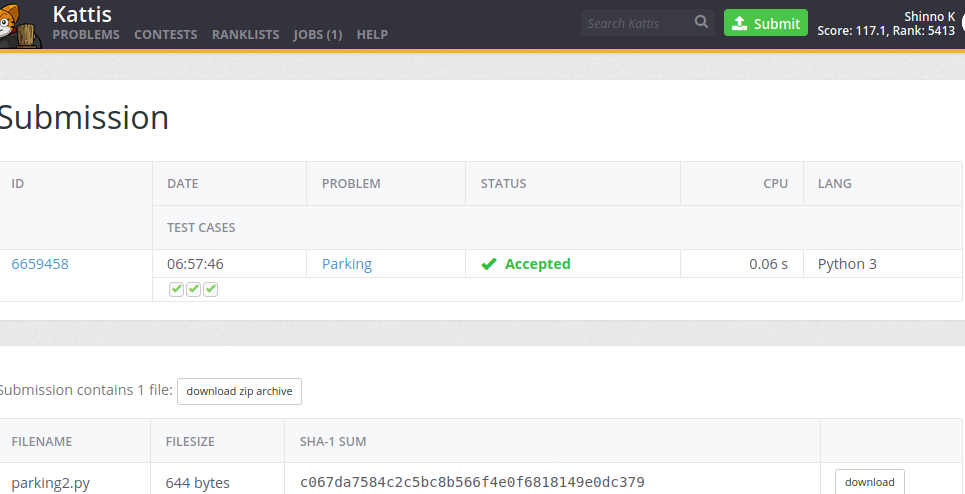 Kattis
PROBLEMS CONTESTS RANKLISTS JOBS (1) HELP
Search Kattis
Submit
Shinno K
Score: 117.1, Rank: 5413
Submission
ID DATE PROBLEM STATUS CPU LANG
TEST CASES
6659458 06:57:46 Parking Accepted 0.06 s Python 3
Submission contains 1 file: download zip archive
FILENAME FILESIZE SHA-1 SUM
parking2.py 644 bytes c067da7584c2c5bc8b566f4e0f6818149e0dc379 download